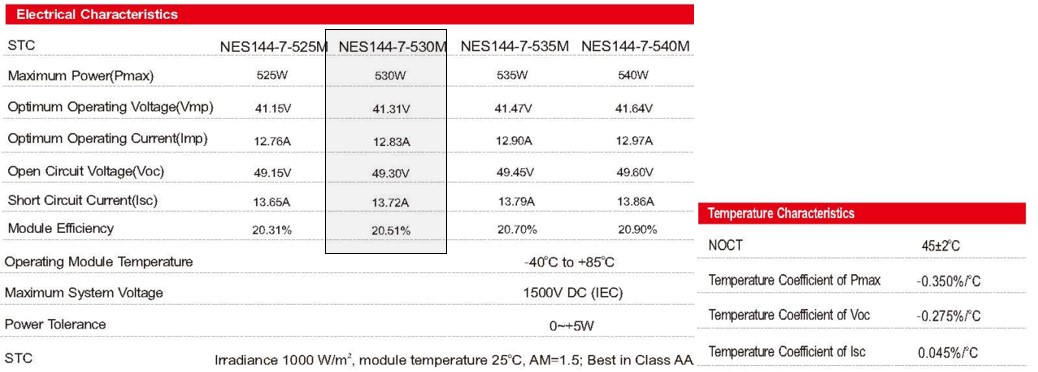 Electrical Characteristics
STC NES144-7-525M NES144-7-530M NES144-7-535M NES144-7-540M
Maximum Power(Pmax) 525W 530W 535W 540W
Optimum Operating Voltage(Vmp) 41.15V 41.31V 41.47V 41.64V
Optimum Operating Current(Imp) 12.76A 12.83A 12.90A 12.97A
Open Circuit Voltage(Voc) 49.15V 49.30V 49.45V 49.60V
Short Circuit Current(Isc) 13.65A 13.72A 13.79A 13.86A
Module Efficiency 20.31% 20.51% 20.70% 20.90%
Operating Module Temperature -40°C to +85°C
Maximum System Voltage 1500V DC (IEC)
Power Tolerance 0~+5W
STC Irradiance 1000 W/m², module temperature 25°C, AM=1.5; Best in Class AA
Temperature Characteristics
NOCT 45±2°C
Temperature Coefficient of Pmax -0.350%/°C
Temperature Coefficient of Voc -0.275%/°C
Temperature Coefficient of Isc 0.045%/°C